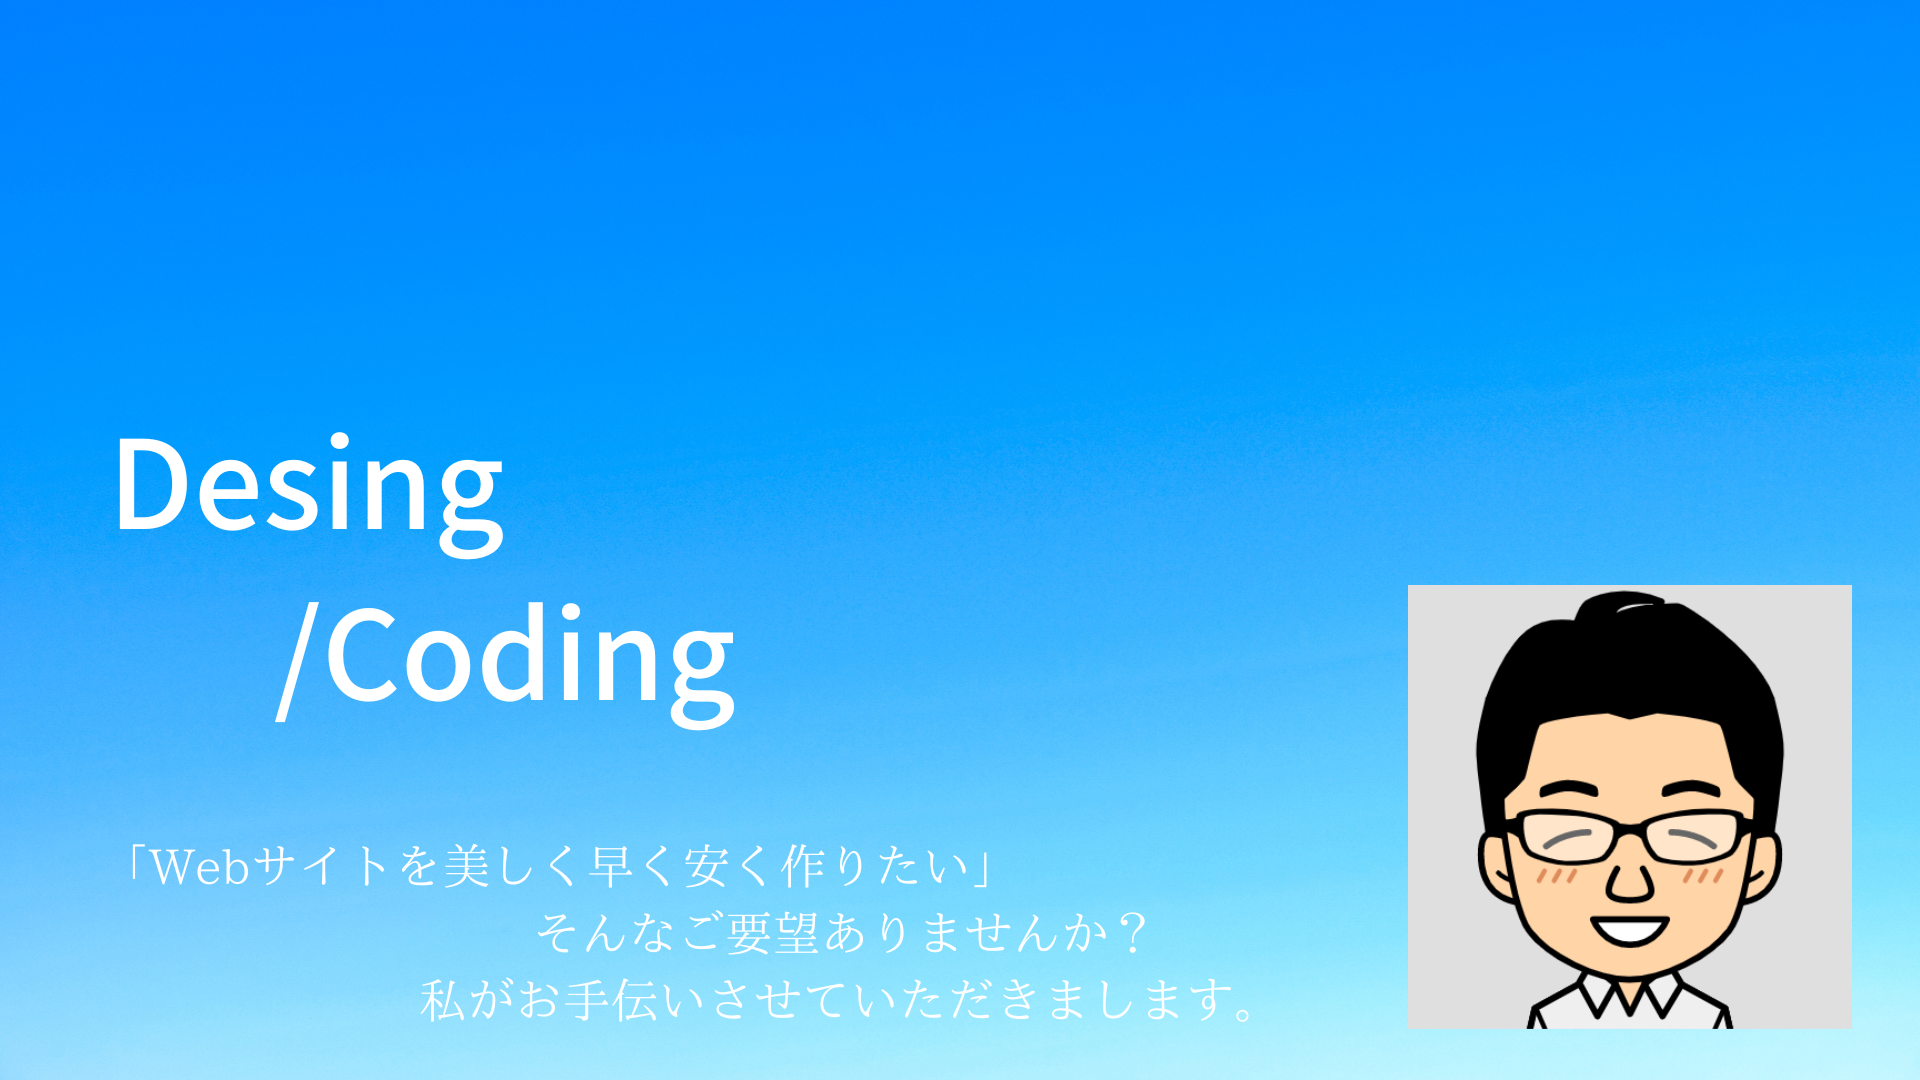 Desing
/Coding
「Webサイトを美しく早く安く作りたい」
そんなご要望ありませんか？
私がお手伝いさせていただきまします。